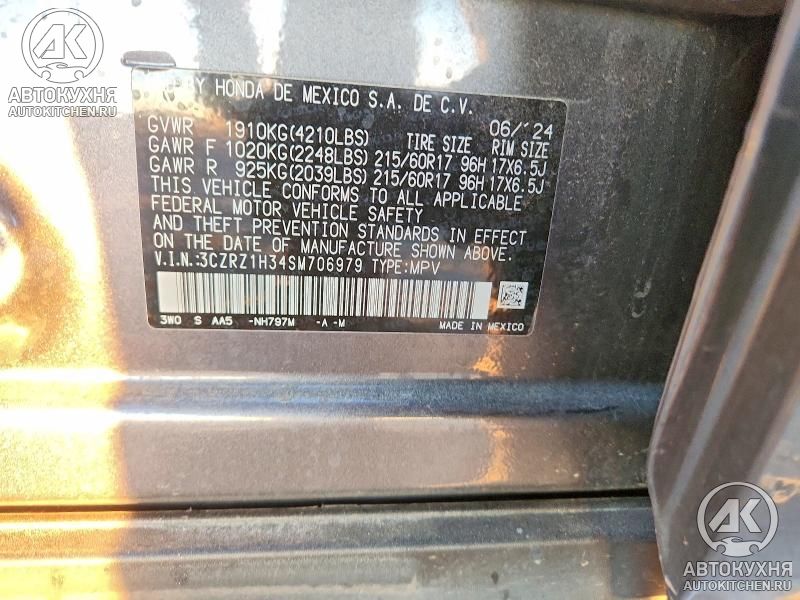 АК
АВТОКУХНЯ
AUTOKITCHEN.RU
BY HONDA DE MEXICO S.A. DE C.V.
06/'24
GVWR 1910KG(4210LBS) TIRE SIZE RIM SIZE
GAWR F 1020KG(2248LBS) 215/60R17 96H 17X6.5J
GAWR R 925KG(2039LBS) 215/60R17 96H 17X6.5J
THIS VEHICLE CONFORMS TO ALL APPLICABLE
FEDERAL MOTOR VEHICLE SAFETY
AND THEFT PREVENTION STANDARDS IN EFFECT
ON THE DATE OF MANUFACTURE SHOWN ABOVE.
V.I.N.:3CZRZ1H34SM706979 TYPE:MPV
3W0 S AA5 -NH797M -A -M
MADE IN MEXICO
АК
АВТОКУХНЯ
AUTOKITCHEN.RU